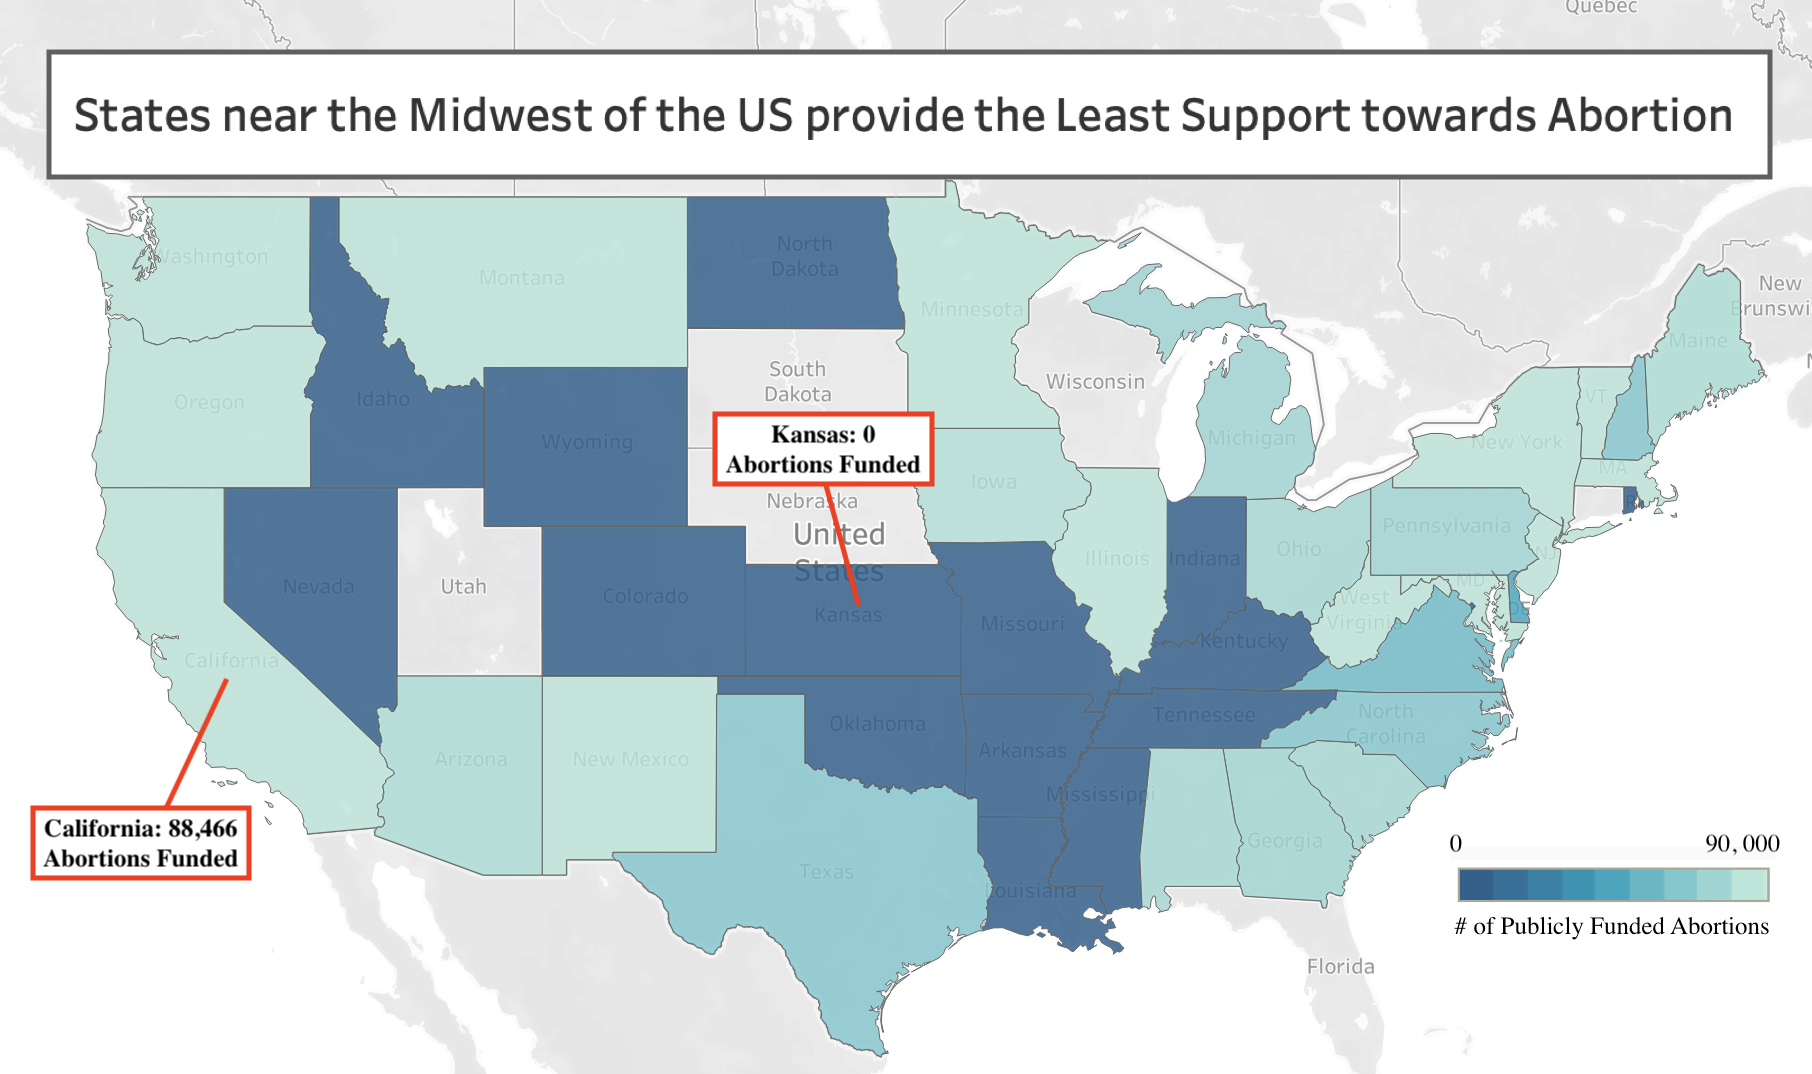 Quebec
States near the Midwest of the US provide the Least Support towards Abortion
Washington
Montana
North
Dakota
Minnesota
New
Brunswi
Maine
South
Dakota
Wisconsin
Oregon
Idaho
Wyoming
VT
New York
Michigan
MA
Kansas: 0
Abortions Funded
Iowa
Nebraska
United
States
Pennsylvania
Ohio
NJ
Illinois
Indiana
Nevada
Utah
Colorado
Kansas
Missouri
MD
DE
West
Virginia
Kentucky
California
Oklahoma
Arkansas
Tennessee
North
Carolina
Arizona
New Mexico
Mississippi
Georgia
Texas
Louisiana
California: 88,466
Abortions Funded
0
90,000
# of Publicly Funded Abortions
Florida